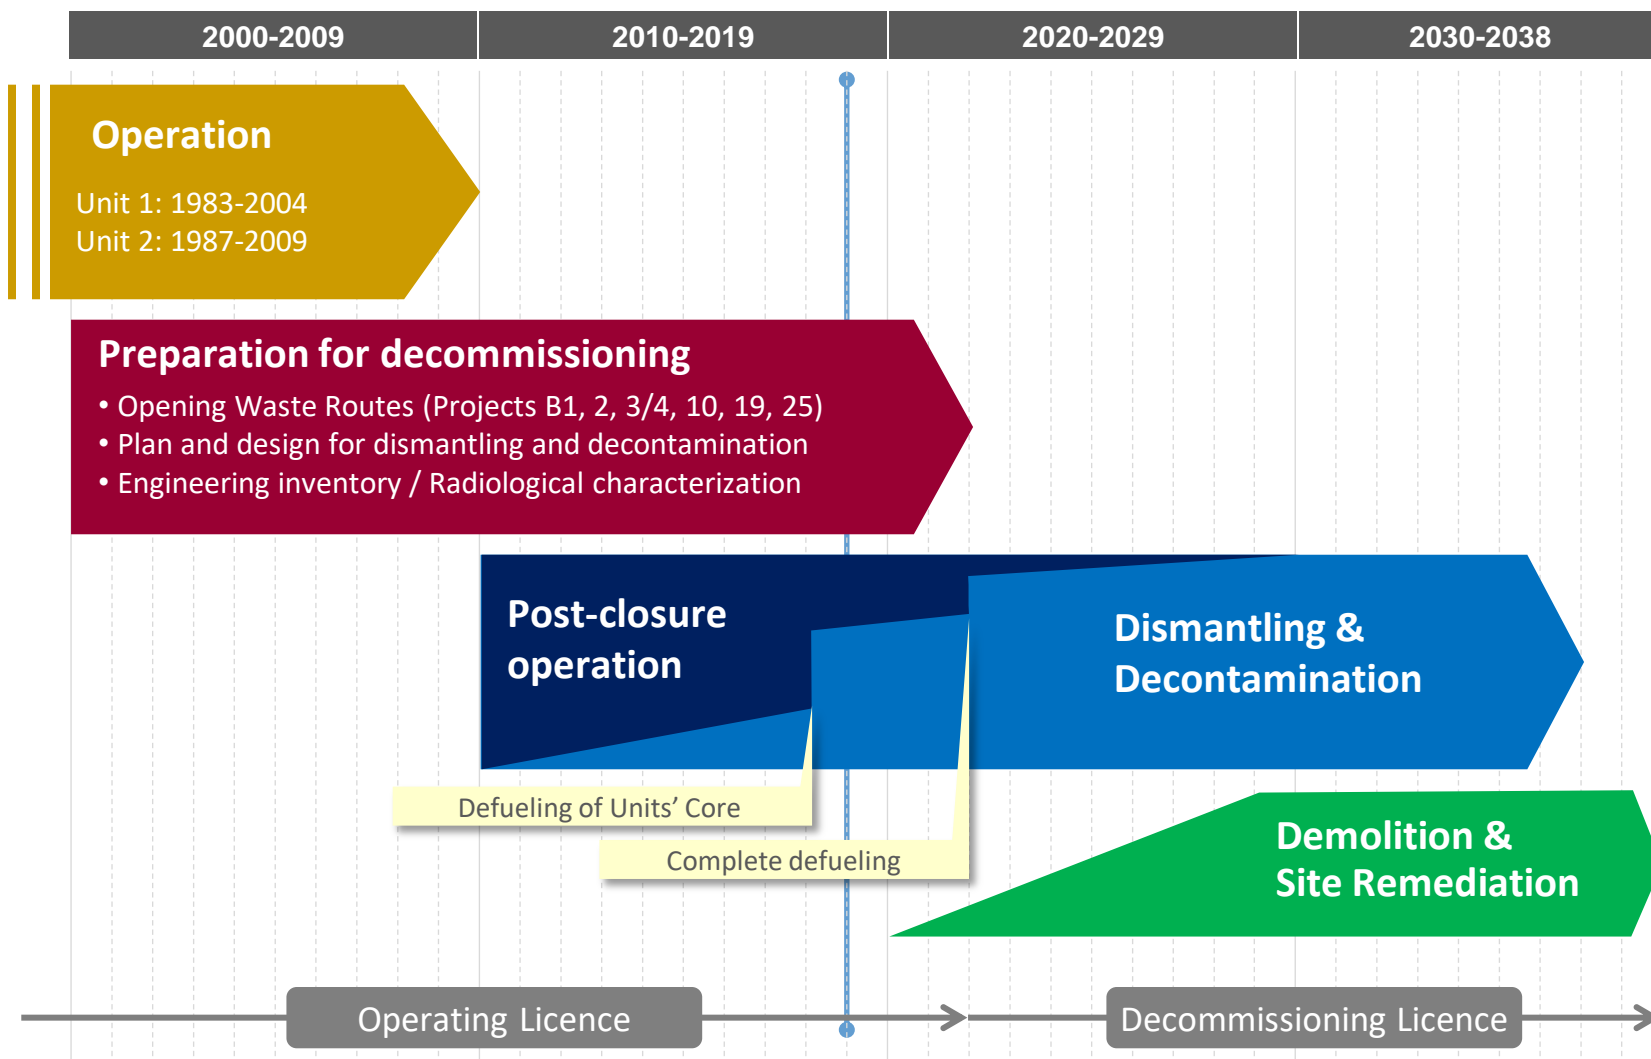 2000-2009
2010-2019
2020-2029
2030-2038
Operation
Unit 1: 1983-2004
Unit 2: 1987-2009
Preparation for decommissioning
• Opening Waste Routes (Projects B1, 2, 3/4, 10, 19, 25)
• Plan and design for dismantling and decontamination
• Engineering inventory / Radiological characterization
Post-closure
operation
Dismantling &
Decontamination
Defueling of Units’ Core
Complete defueling
Demolition &
Site Remediation
Operating Licence
Decommissioning Licence